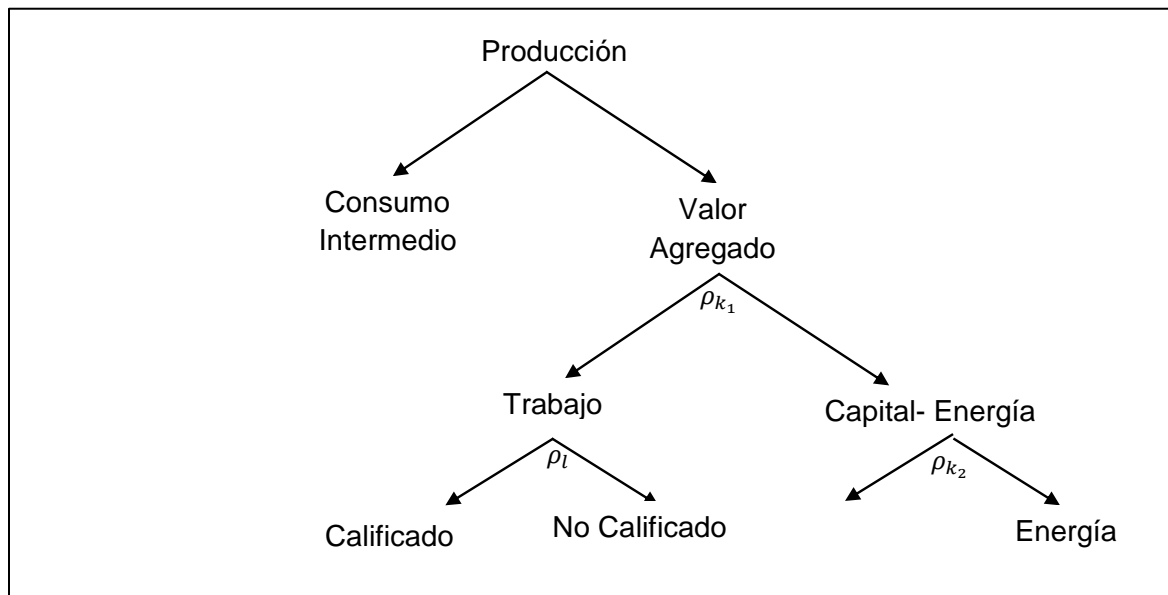 Producción
Consumo
Intermedio
Valor
Agregado
ρk₁
Trabajo
Capital- Energía
ρl
ρk₂
Calificado
No Calificado
Energía